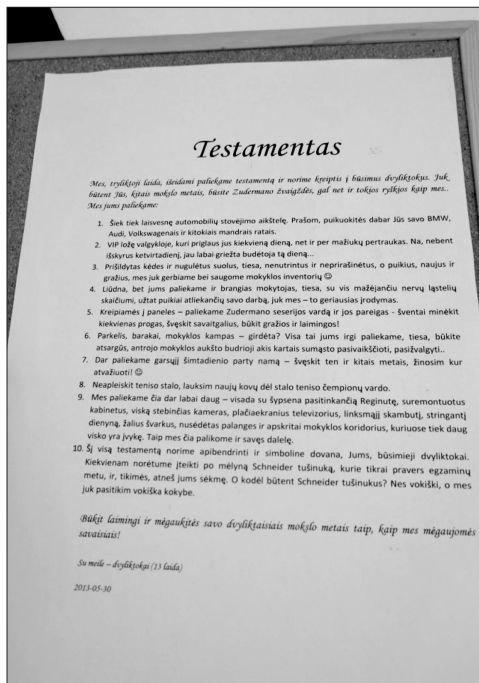 Testamentas
Mes, tryliktoji laida, išeidami paliekame testamentą ir norime kreiptis į būsimus dvyliktokus. Juk
būtent Jūs, kitais mokslo metais, būsite Zudermano žvaigždės, gal net ir tokios ryškios kaip mes..
Mes jums paliekame:
1. Šiek tiek laisvesnę automobilių stovėjimo aikštelę. Prašom, puikuokitės dabar Jūs savo BMW,
Audi, Volkswagenais ir kitokiais mandrais ratais.
2. VIP ložę valgykloje, kuri priglaus jus kiekvieną dieną, net ir per mažiukų pertraukas. Na, nebent
išskyrus ketvirtadienį, jau labai griežta budėtoja tą dieną...
3. Prišildytas kėdes ir nugulėtus suolus, tiesa, nenutrintus ir neprirašinėtus, o puikius, naujus ir
gražius, mes juk gerbiame bei saugome mokyklos inventorių ☺
4. Liūdna, bet jums paliekame ir brangias mokytojas, tiesa, su vis mažėjančiu nervų ląstelių
skaičiumi, užtat puikiai atliekančių savo darbą, juk mes – to geriausias įrodymas.
5. Kreipiamės į paneles – paliekame Zudermano seserijos vardą ir jos pareigas - šventai minėkit
kiekvienas progas, švęskit savaitgalius, būkit gražios ir laimingos!
6. Parkelis, barakai, mokyklos kampas – girdėta? Visa tai jums irgi paliekame, tiesa, būkite
atsargūs, antrojo mokyklos aukšto budrioji akis kartais sumąsto pasivaikščioti, pasižvalgyti..
7. Dar paliekame garsųjį šimtadienio party namą – švęskit ten ir kitais metais, žinosim kur
atvažiuoti! ☺
8. Neapleiskit teniso stalo, lauksim naujų kovų dėl stalo teniso čempionų vardo.
9. Mes paliekame čia dar labai daug – visada su šypsena pasitinkančią Reginutę, suremontuotus
kabinetus, viską stebinčias kameras, plačiaekranius televizorius, linksmąjį skambutį, stringantį
dienyną, žalius švarkus, nusėdėtas palanges ir apskritai mokyklos koridorius, kuriuose tiek daug
visko yra įvykę. Taip mes čia palikome ir savęs dalelę.
10. Šį visą testamentą norime apibendrinti ir simboline dovana, Jums, būsimieji dvyliktokai.
Kiekvienam norėtume įteikti po mėlyną Schneider tušinuką, kurie tikrai pravers egzaminų
metu, ir, tikimės, atneš jums sėkmę. O kodėl būtent Schneider tušinukus? Nes vokiški, o mes
juk pasitikim vokiška kokybe.
Būkit laimingi ir mėgaukitės savo dvyliktaisiais mokslo metais taip, kaip mes mėgaujomės
savaisiais!
Su meile – dvyliktokai (13 laida)
2013-05-30